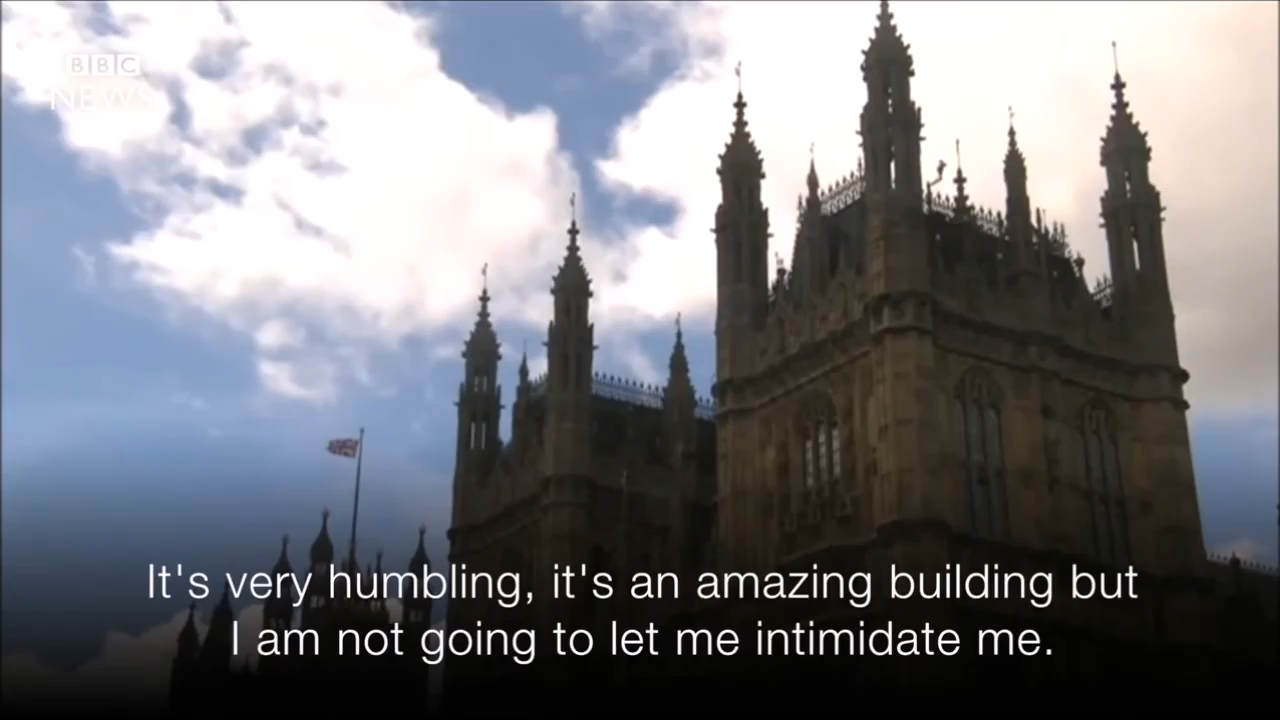 BBC
NEWS
It's very humbling, it's an amazing building but
I am not going to let me intimidate me.